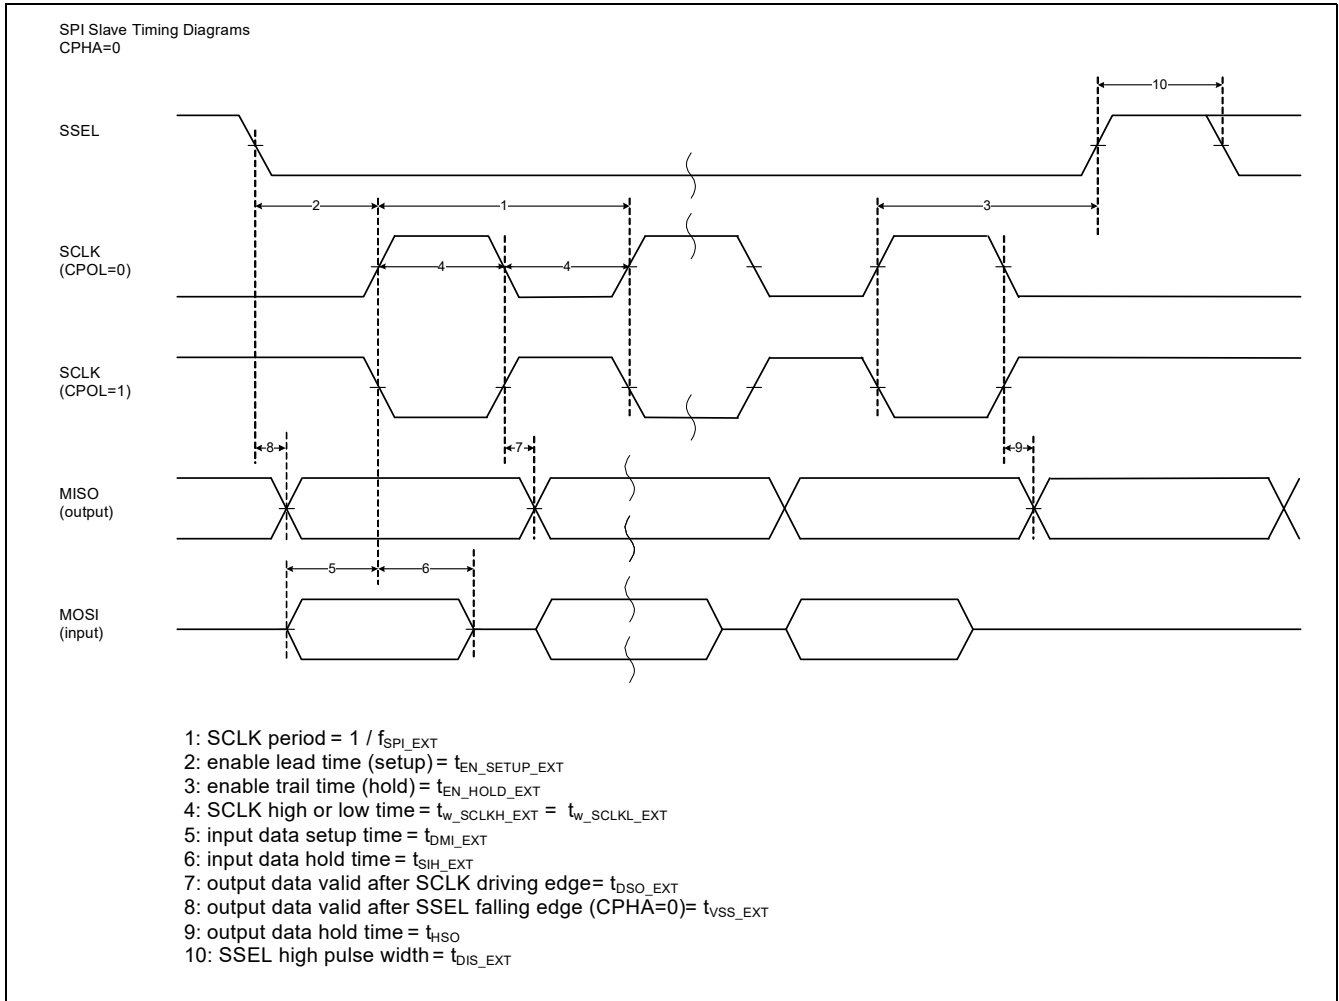 SPI Slave Timing Diagrams
CPHA=0
10
SSEL
2
1
3
SCLK
(CPOL=0)
4
4
SCLK
(CPOL=1)
8
7
9
MISO
(output)
5
6
MOSI
(input)
1: SCLK period = 1 / fSPI_EXT
2: enable lead time (setup) = tEN_SETUP_EXT
3: enable trail time (hold) = tEN_HOLD_EXT
4: SCLK high or low time = tw_SCLKH_EXT = tw_SCLKL_EXT
5: input data setup time = tDMI_EXT
6: input data hold time = tSIH_EXT
7: output data valid after SCLK driving edge= tDSO_EXT
8: output data valid after SSEL falling edge (CPHA=0)= tVSS_EXT
9: output data hold time = tHSO
10: SSEL high pulse width = tDIS_EXT